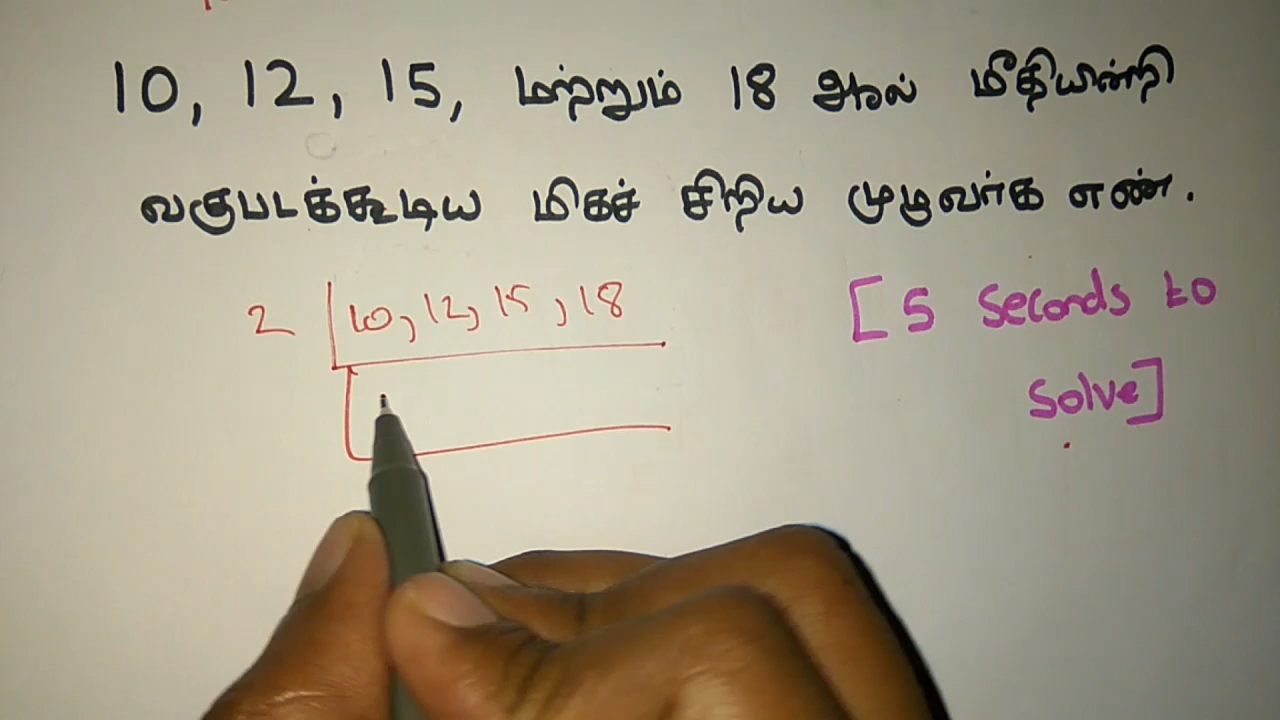 10, 12, 15, மற்றும் 18 ஆல் மீதியின்றி
வகுபடக்கூடிய மிகச் சிறிய முழுவர்க எண்.
2 10, 12, 15, 18
[5 seconds to
solve]